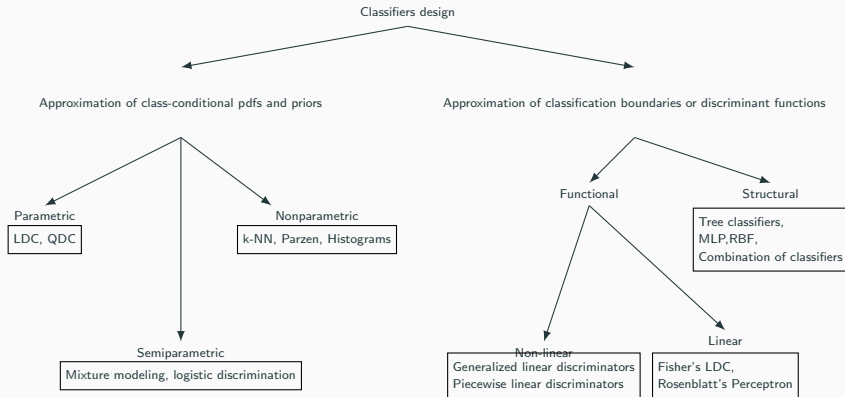 Classifiers design
Approximation of class-conditional pdfs and priors
Approximation of classification boundaries or discriminant functions
Parametric
LDC, QDC
Nonparametric
k-NN, Parzen, Histograms
Semiparametric
Mixture modeling, logistic discrimination
Functional
Structural
Tree classifiers,
MLP,RBF,
Combination of classifiers
Non-linear
Generalized linear discriminators
Piecewise linear discriminators
Linear
Fisher's LDC,
Rosenblatt's Perceptron